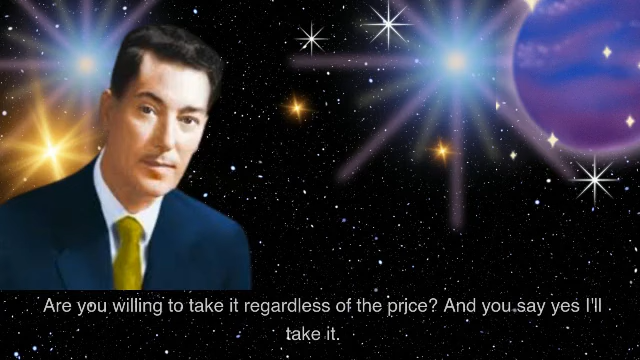 Are you willing to take it regardless of the price? And you say yes I'll
take it.